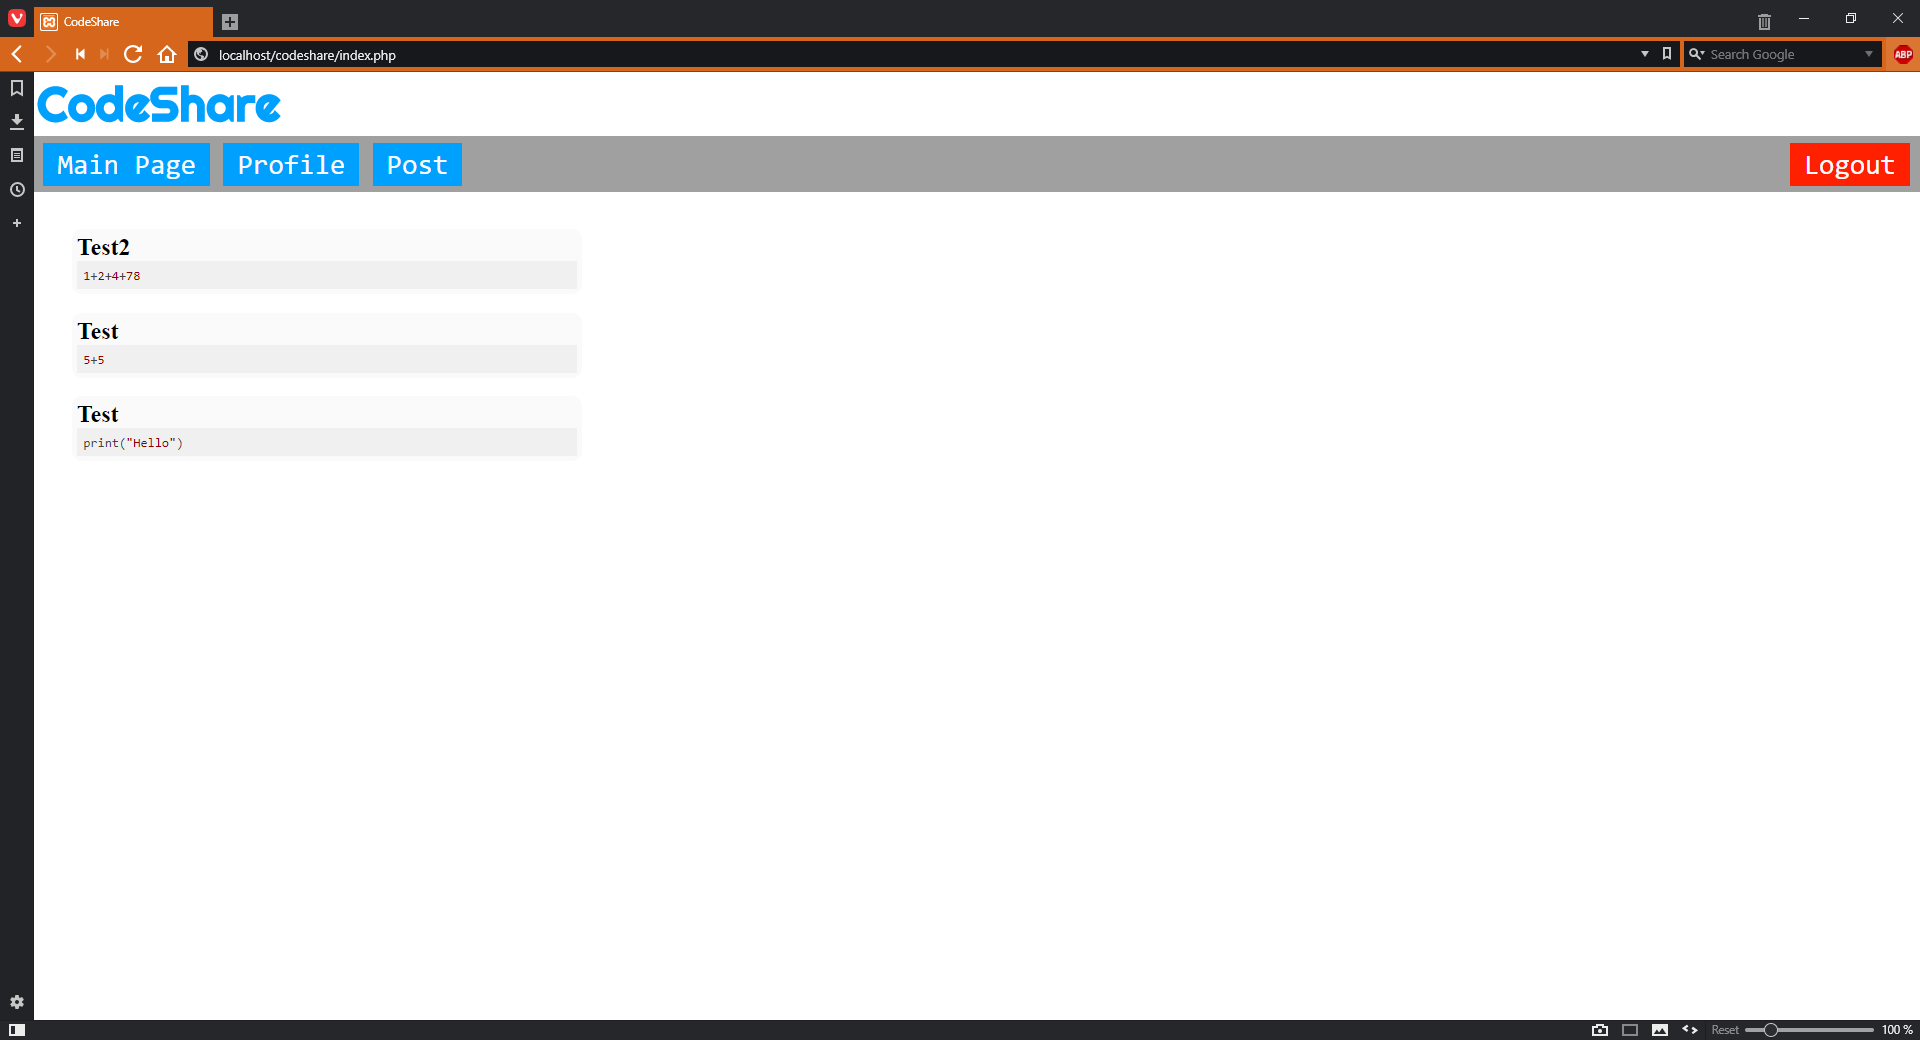 CodeShare
localhost/codeshare/index.php
Search Google
ABP
CodeShare
Main Page Profile Post Logout
Test2
1+2+4+78
Test
5+5
Test
print("Hello")
Reset 100 %